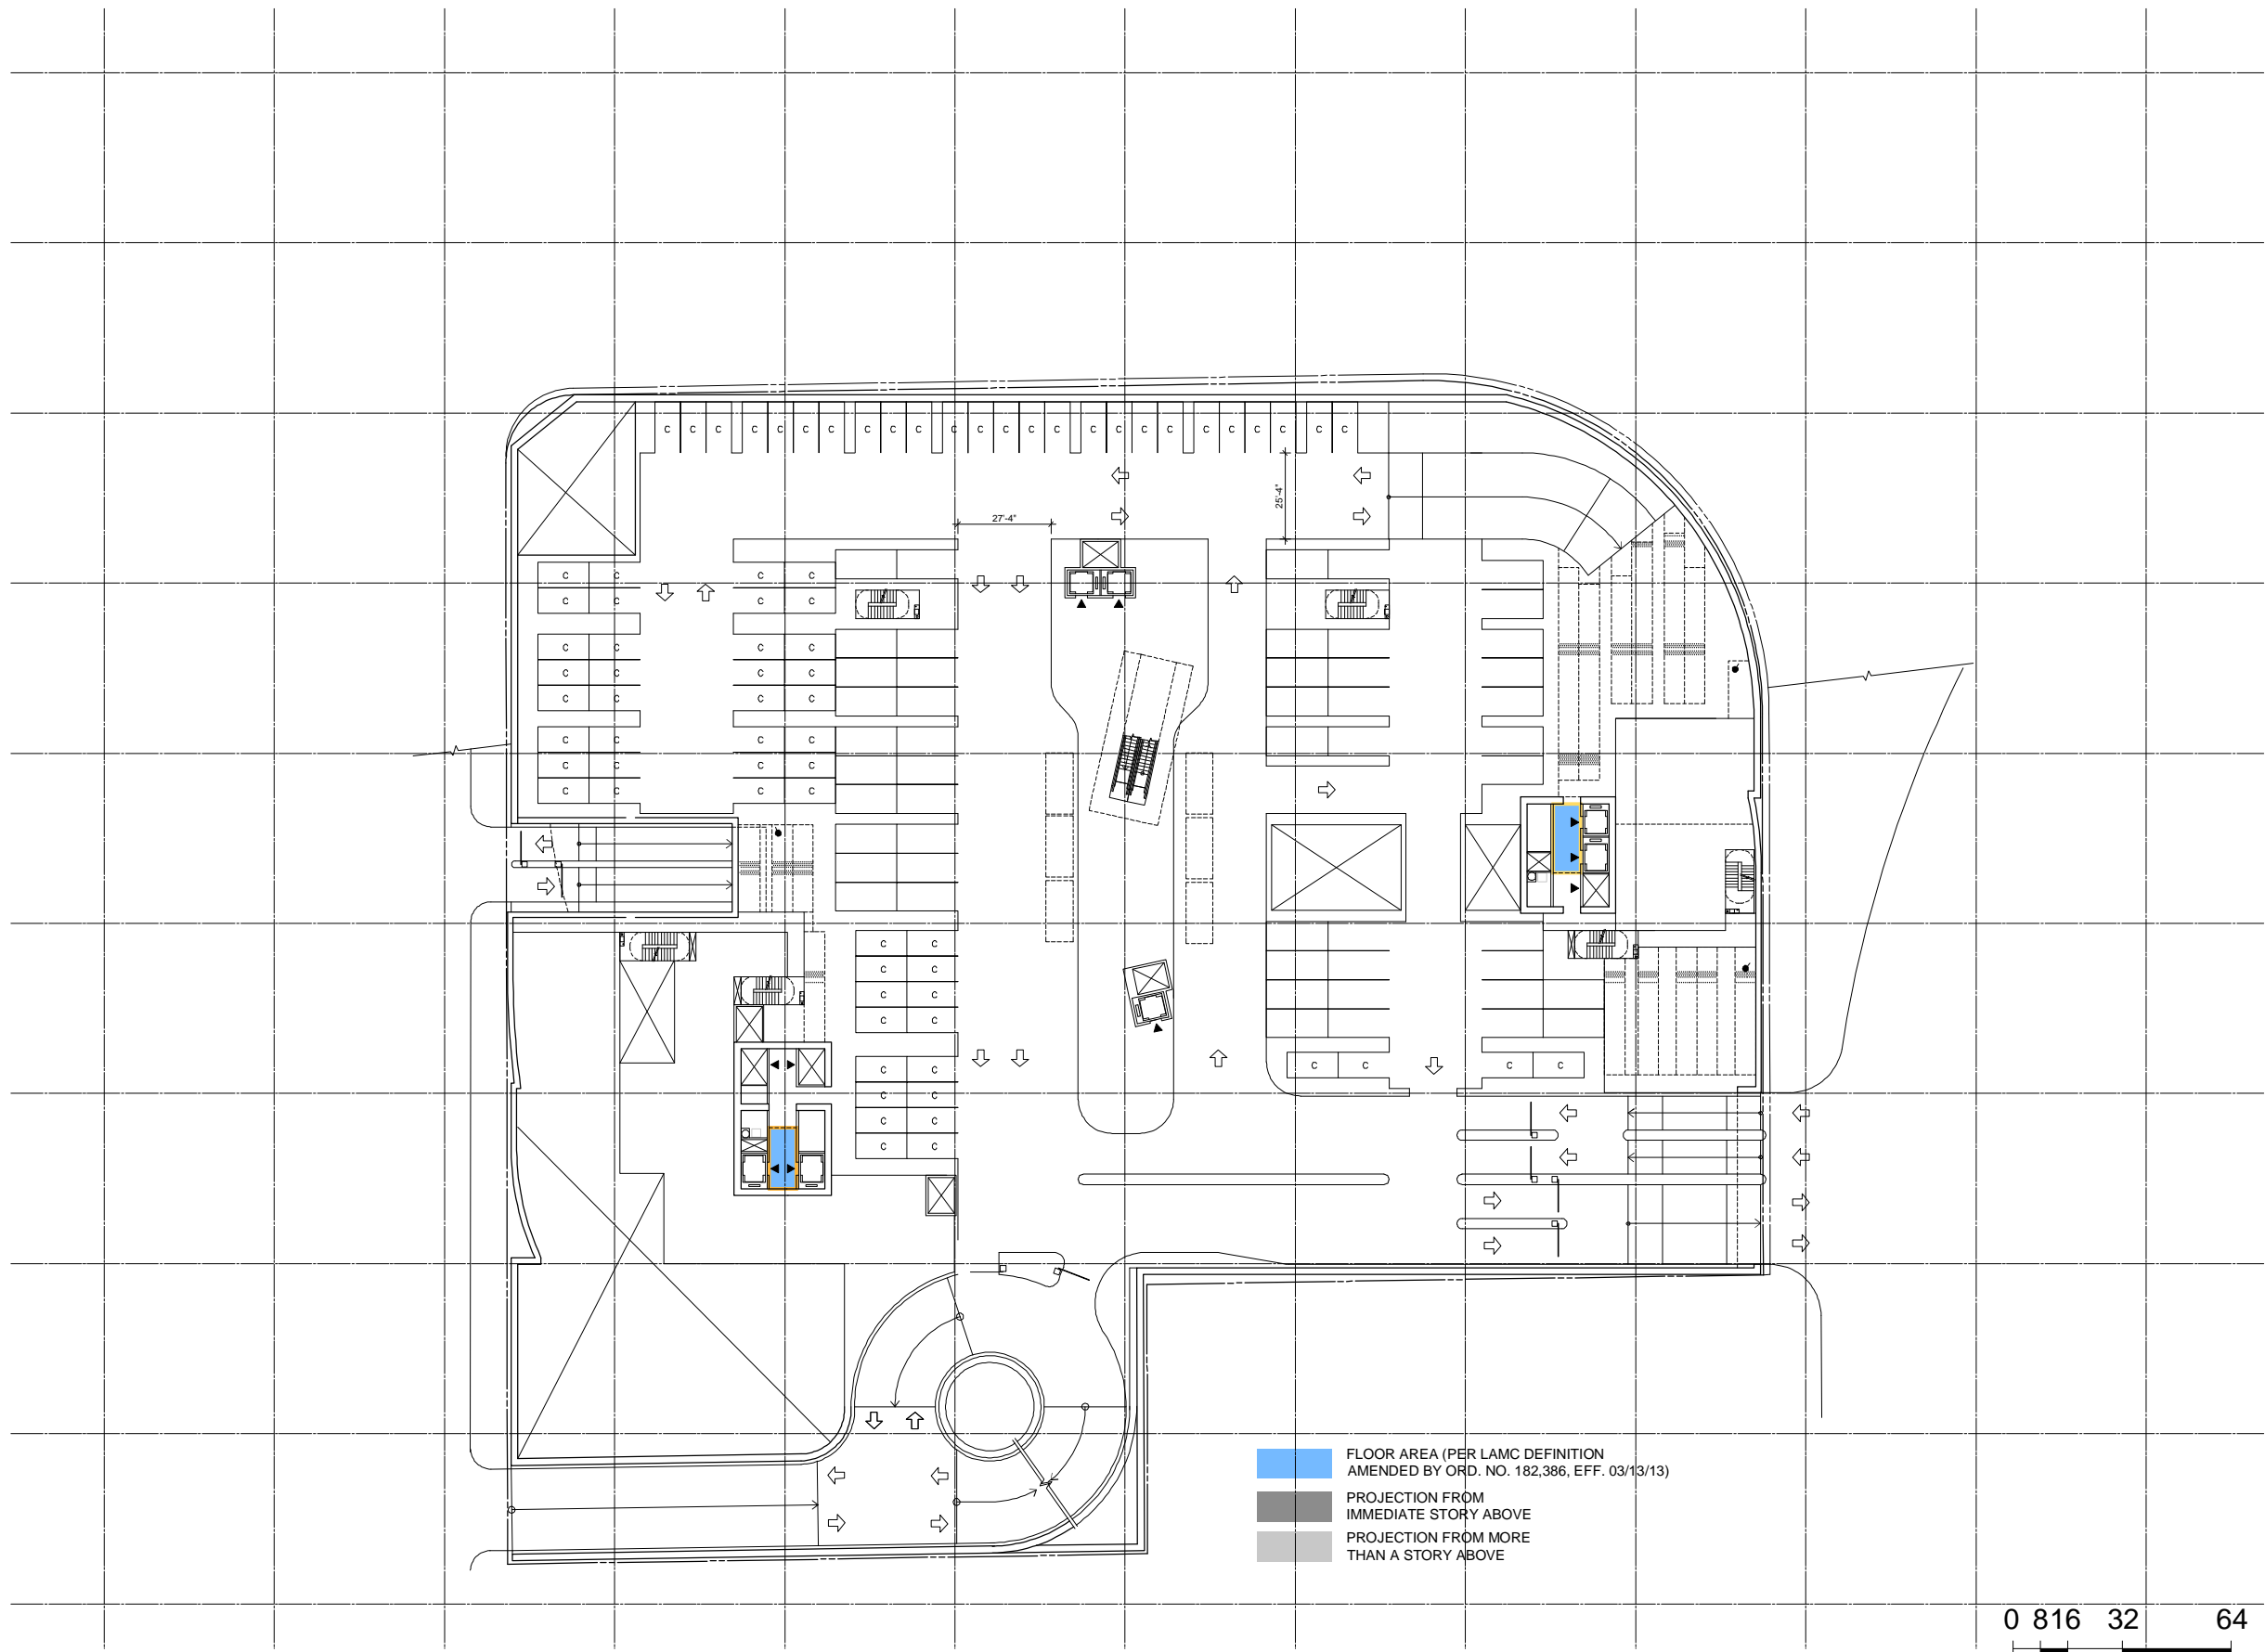 C C C C C C C C C C C C C C C C C C C C C C C C C
25'-4"
27'-4"
C C C C
C C C C
C C C C
C C C C
C C C C
C C C C
C C C C
C C C C
C C
C C
C C
C C
C C C C
C C
C C
C C
C C
FLOOR AREA (PER LAMC DEFINITION
AMENDED BY ORD. NO. 182,386, EFF. 03/13/13)
PROJECTION FROM
IMMEDIATE STORY ABOVE
PROJECTION FROM MORE
THAN A STORY ABOVE
0 8 16 32 64